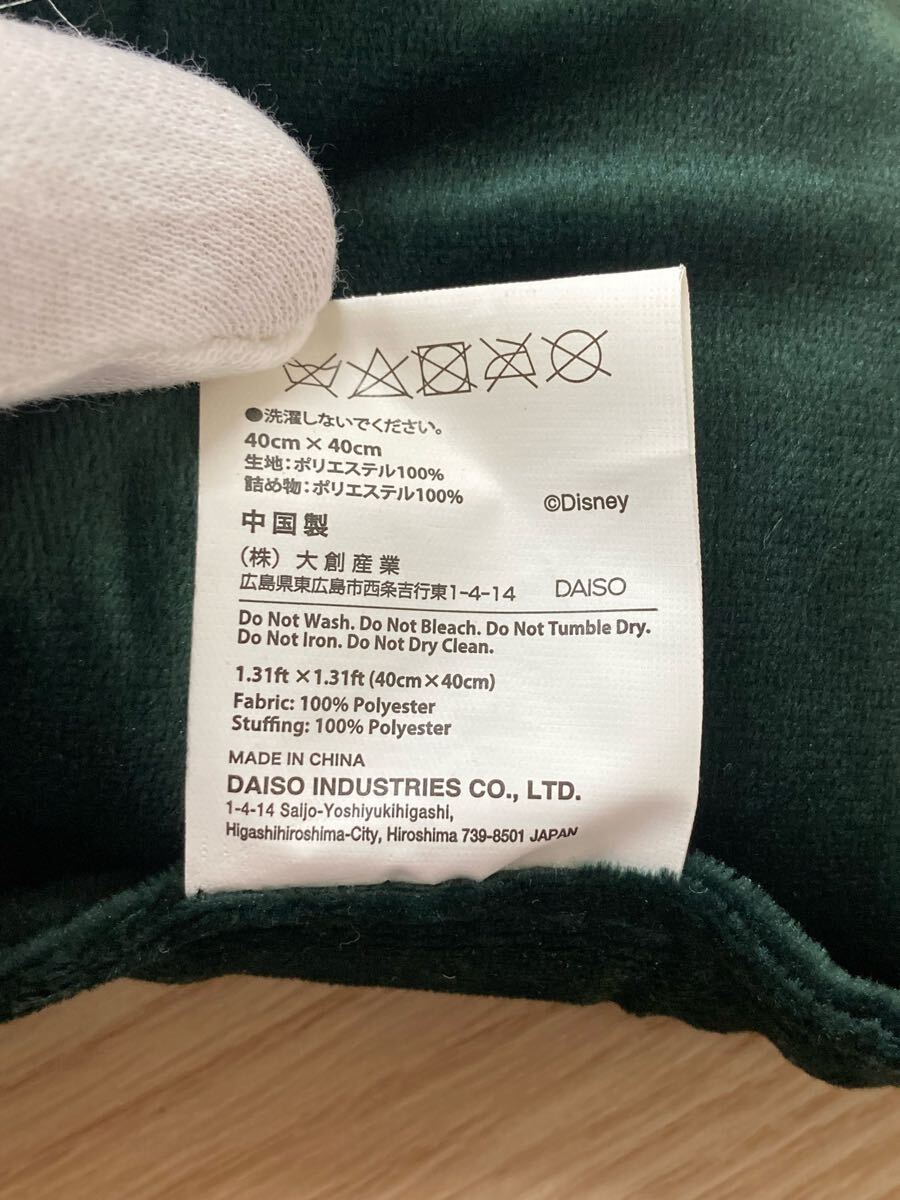 ●洗濯しないでください。
40cm × 40cm
生地:ポリエステル100%
詰め物:ポリエステル100%
©Disney
中国製
(株) 大創産業
広島県東広島市西条吉行東1-4-14 DAISO
Do Not Wash. Do Not Bleach. Do Not Tumble Dry.
Do Not Iron. Do Not Dry Clean.
1.31ft ×1.31ft (40cm×40cm)
Fabric: 100% Polyester
Stuffing: 100% Polyester
MADE IN CHINA
DAISO INDUSTRIES CO., LTD.
1-4-14 Saijo-Yoshiyukihigashi,
Higashihiroshima-City, Hiroshima 739-8501 JAPAN